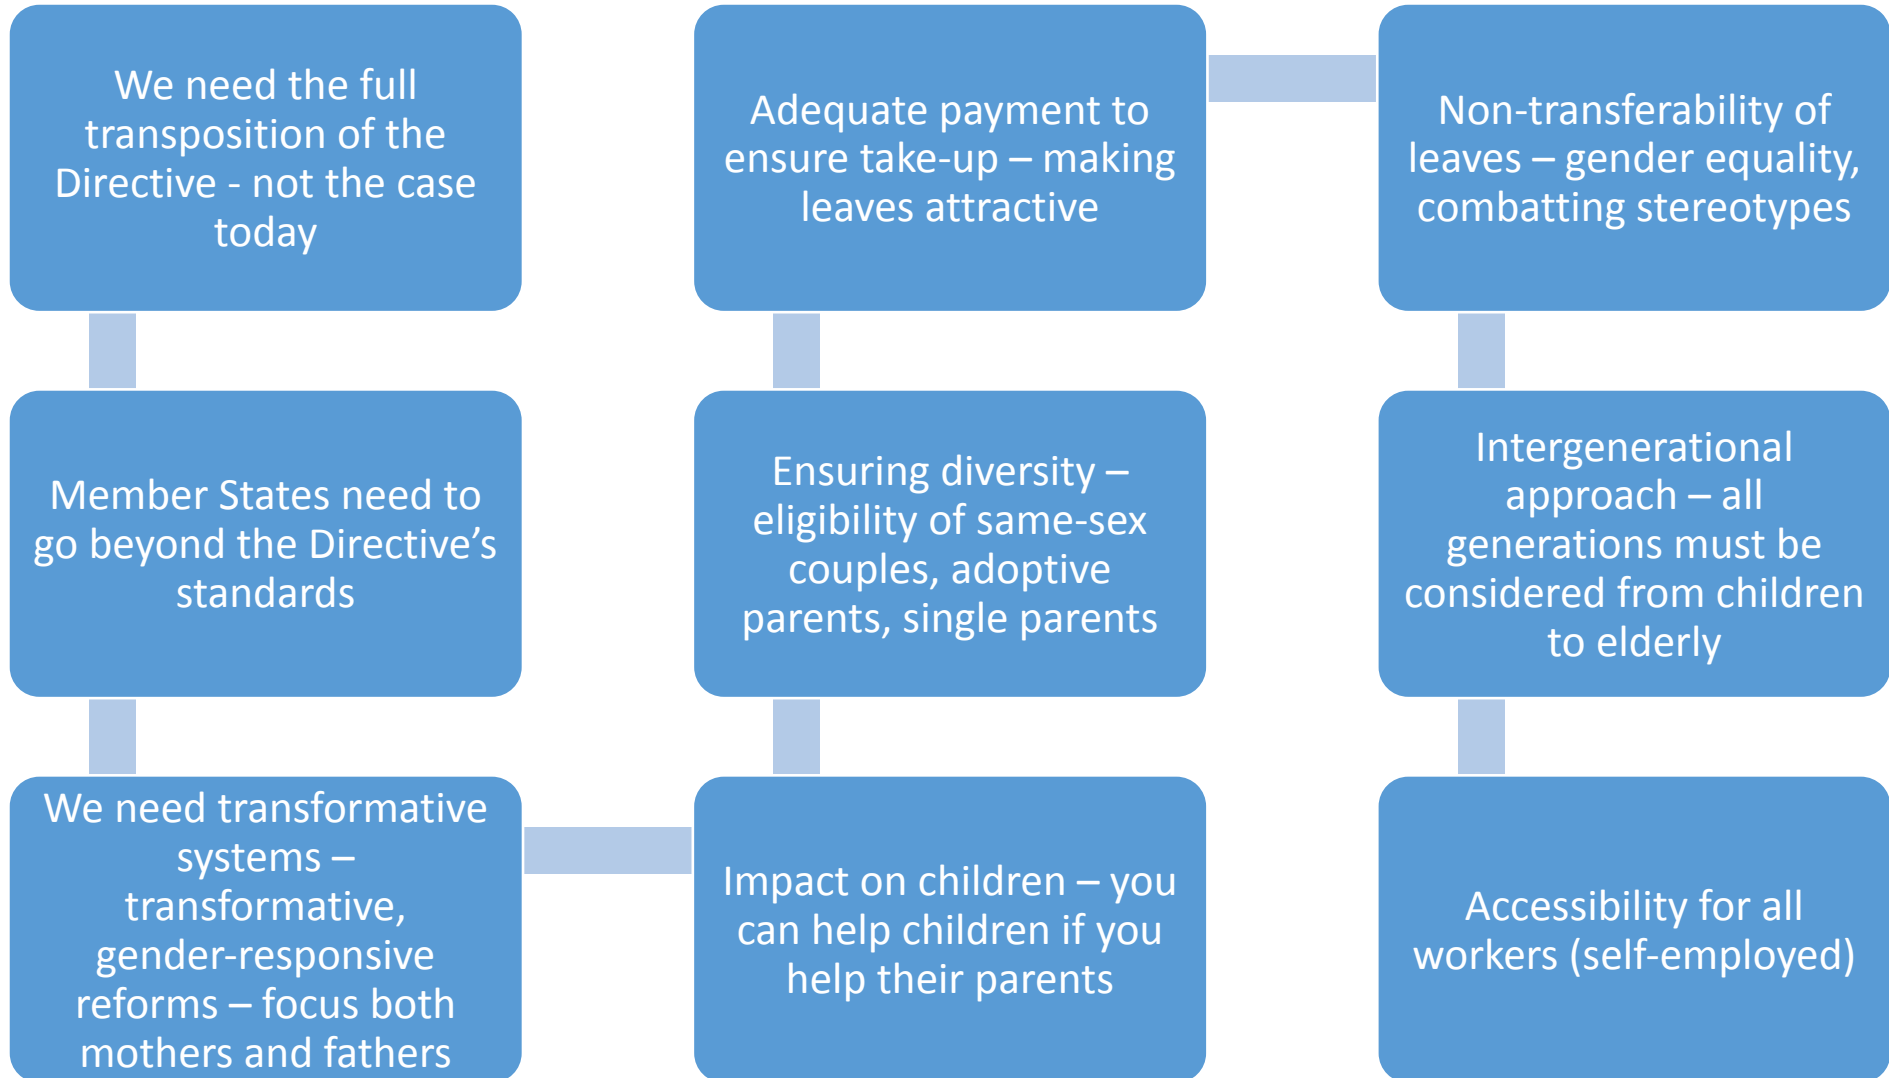 We need the full
transposition of the
Directive - not the case
today
Member States need to
go beyond the Directive’s
standards
We need transformative
systems –
transformative,
gender-responsive
reforms – focus both
mothers and fathers
Impact on children – you
can help children if you
help their parents
Ensuring diversity –
eligibility of same-sex
couples, adoptive
parents, single parents
Adequate payment to
ensure take-up – making
leaves attractive
Non-transferability of
leaves – gender equality,
combatting stereotypes
Intergenerational
approach – all
generations must be
considered from children
to elderly
Accessibility for all
workers (self-employed)